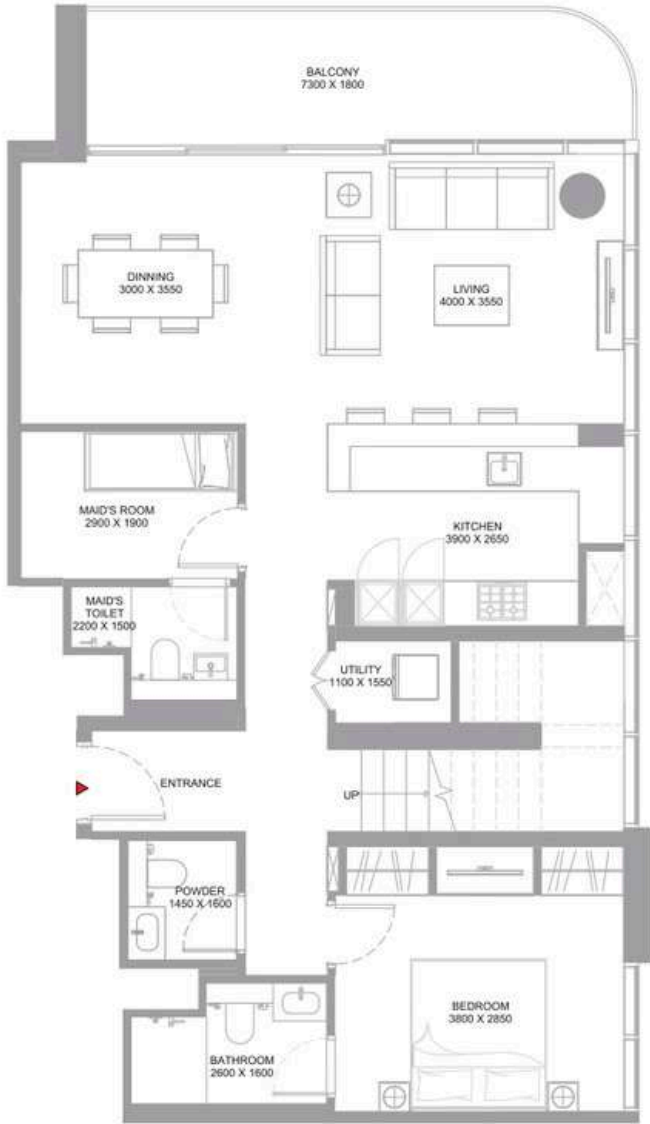 BALCONY
7300 X 1800
DINNING
3000 X 3550
LIVING
4000 X 3550
MAID'S ROOM
2900 X 1900
KITCHEN
3900 X 2650
MAID'S
TOILET
2200 X 1500
UTILITY
1100 X 1550
ENTRANCE
UP
POWDER
1450 X 1600
BEDROOM
3800 X 2850
BATHROOM
2600 X 1600